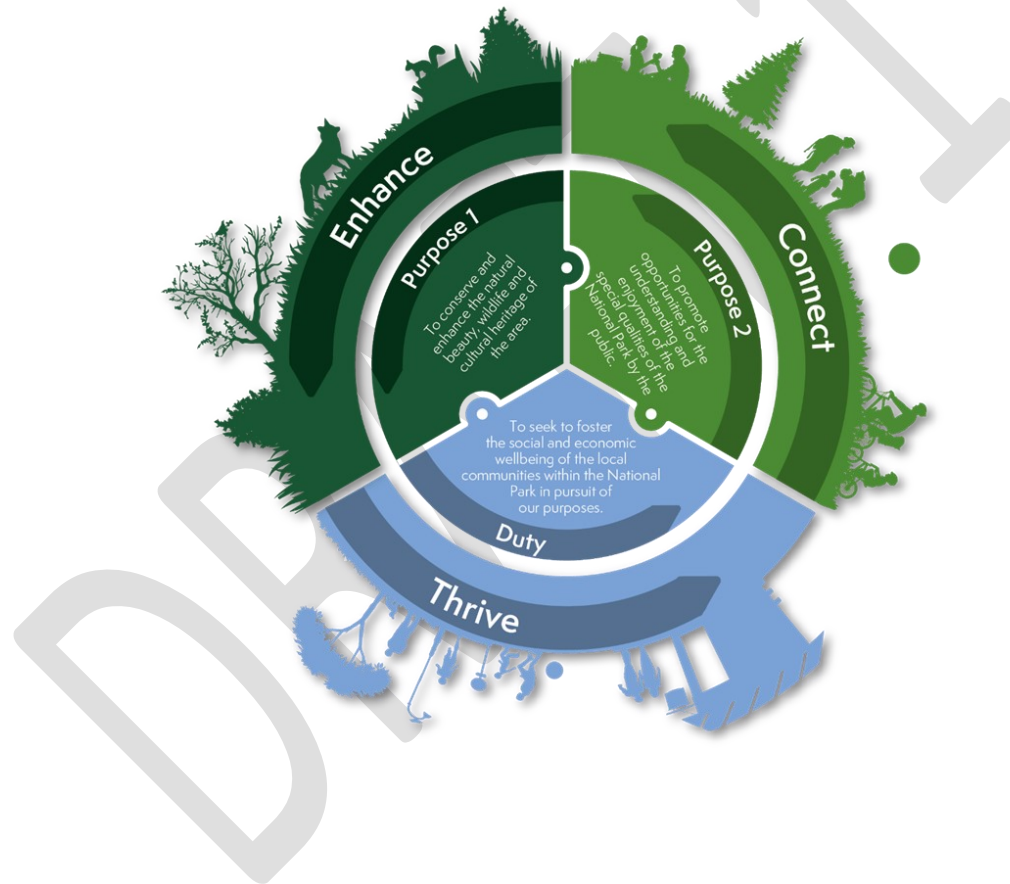 DRAFT 1
Enhance
Purpose 1
To conserve and
enhance the natural
beauty, wildlife and
cultural heritage of
the area.
Connect
Purpose 2
To promote
opportunities for the
understanding and
enjoyment of the
special qualities of the
National Park by the
public.
To seek to foster
the social and economic
wellbeing of the local
communities within the National
Park in pursuit of
our purposes.
Duty
Thrive